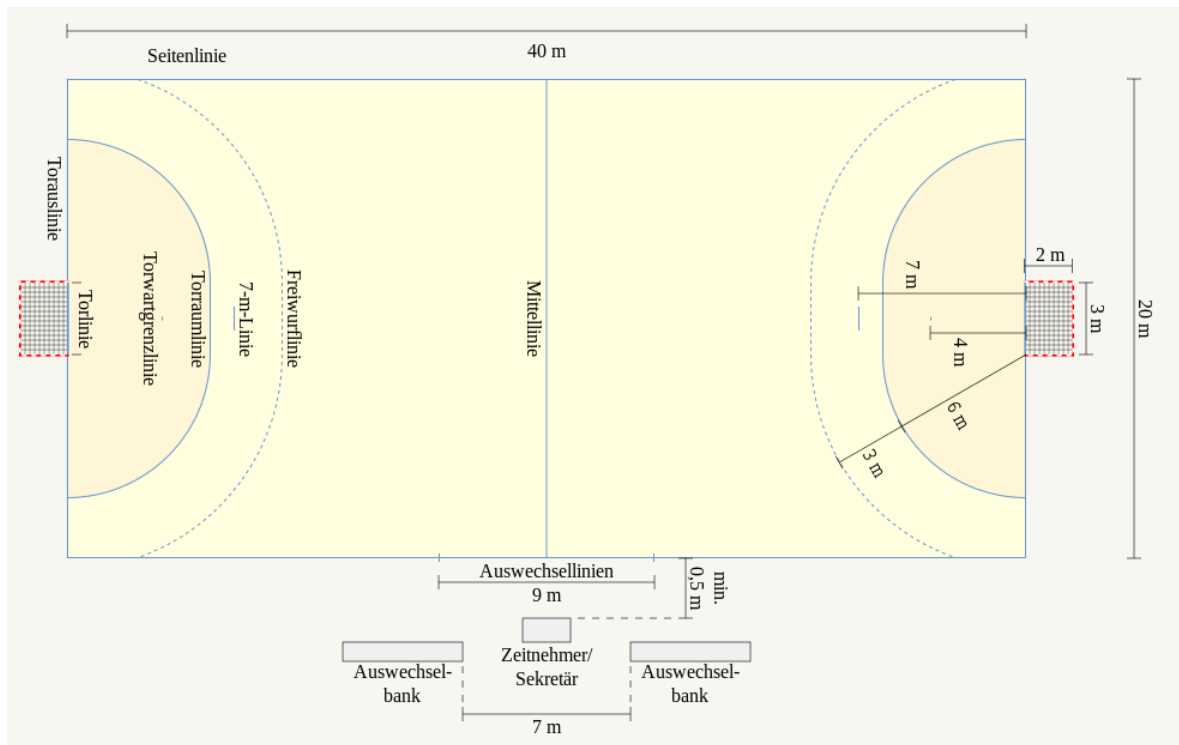 40 m
Seitenlinie
Torauslinie
Torlinie
Torwartgrenzlinie
Torraumlinie
7-m-Linie
Freiwurflinie
Mittellinie
7 m
4 m
6 m
3 m
2 m
3 m
20 m
Auswechsellinien
9 m
min.
0,5 m
Zeitnehmer/
Sekretär
Auswechsel-
bank
Auswechsel-
bank
7 m